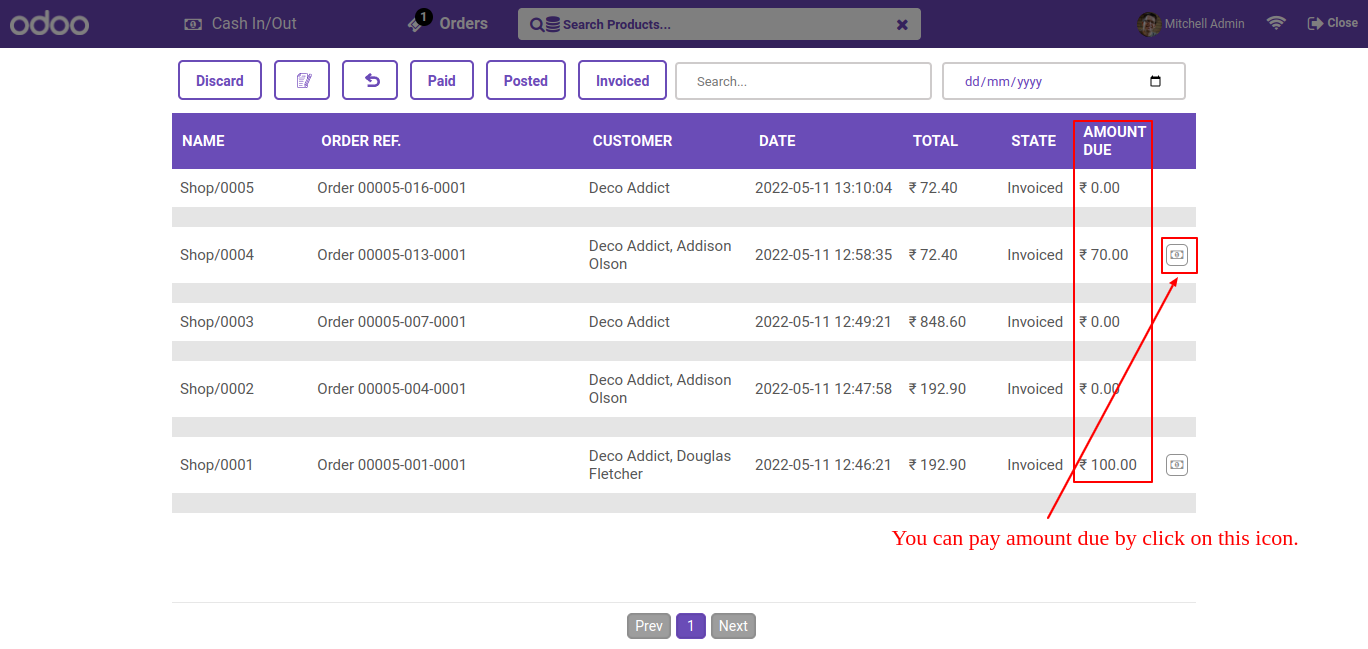 odoo Cash In/Out 1 Orders Search Products... Mitchell Admin Close
Discard Paid Posted Invoiced Search... dd/mm/yyyy
NAME ORDER REF. CUSTOMER DATE TOTAL STATE AMOUNT
DUE
Shop/0005 Order 00005-016-0001 Deco Addict 2022-05-11 13:10:04 ₹ 72.40 Invoiced ₹ 0.00
Shop/0004 Order 00005-013-0001 Deco Addict, Addison 2022-05-11 12:58:35 ₹ 72.40 Invoiced ₹ 70.00
Olson
Shop/0003 Order 00005-007-0001 Deco Addict 2022-05-11 12:49:21 ₹ 848.60 Invoiced ₹ 0.00
Shop/0002 Order 00005-004-0001 Deco Addict, Addison 2022-05-11 12:47:58 ₹ 192.90 Invoiced ₹ 0.00
Olson
Shop/0001 Order 00005-001-0001 Deco Addict, Douglas 2022-05-11 12:46:21 ₹ 192.90 Invoiced ₹ 100.00
Fletcher
You can pay amount due by click on this icon.
Prev 1 Next